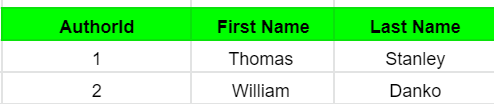 AuthorId First Name Last Name
1 Thomas Stanley
2 William Danko